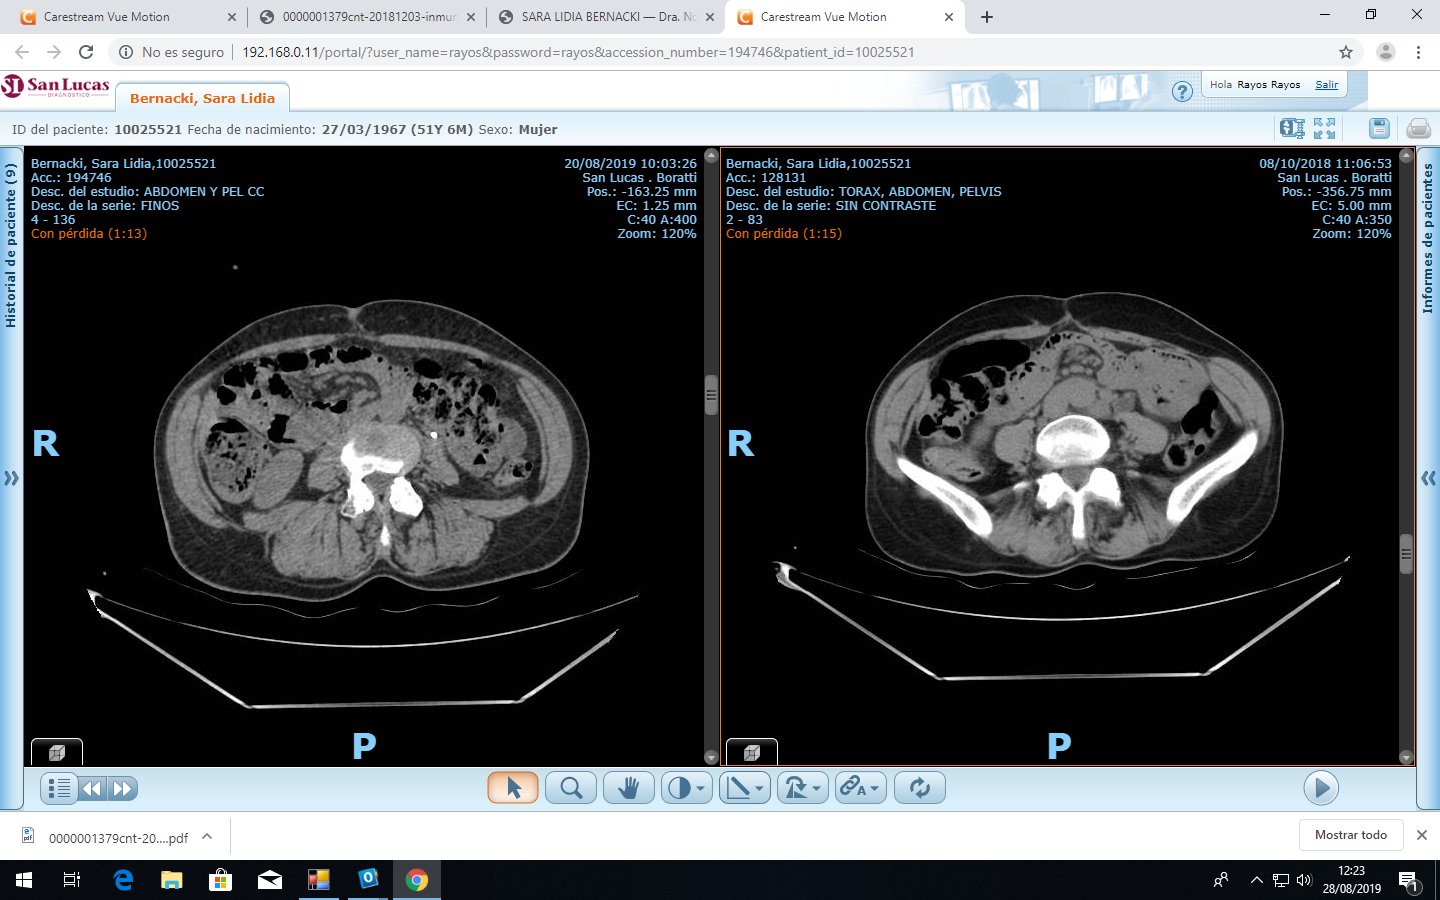 Carestream Vue Motion
0000001379cnt-20181203-inmun
SARA LIDIA BERNACKI — Dra. No
Carestream Vue Motion
No es seguro
192.168.0.11/portal/?user_name=rayos&password=rayos&accession_number=194746&patient_id=10025521
San Lucas
DIAGNOSTICO
Bernacki, Sara Lidia
Hola Rayos Rayos Salir
ID del paciente: 10025521 Fecha de nacimiento: 27/03/1967 (51Y 6M) Sexo: Mujer
Historial de paciente (9)
Bernacki, Sara Lidia,10025521
Acc.: 194746
Desc. del estudio: ABDOMEN Y PEL CC
Desc. de la serie: FINOS
4 - 136
Con pérdida (1:13)
20/08/2019 10:03:26
San Lucas . Boratti
Pos.: -163.25 mm
EC: 1.25 mm
C:40 A:400
Zoom: 120%
R
P
Bernacki, Sara Lidia,10025521
Acc.: 128131
Desc. del estudio: TORAX, ABDOMEN, PELVIS
Desc. de la serie: SIN CONTRASTE
2 - 83
Con pérdida (1:15)
08/10/2018 11:06:53
San Lucas . Boratti
Pos.: -356.75 mm
EC: 5.00 mm
C:40 A:350
Zoom: 120%
R
P
Informes de pacientes
A
0000001379cnt-20....pdf
Mostrar todo
12:23
28/08/2019
1